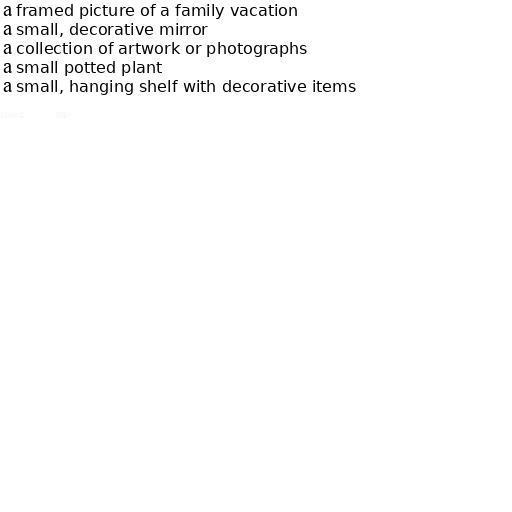 a framed picture of a family vacation
a small, decorative mirror
a collection of artwork or photographs
a small potted plant
a small, hanging shelf with decorative items